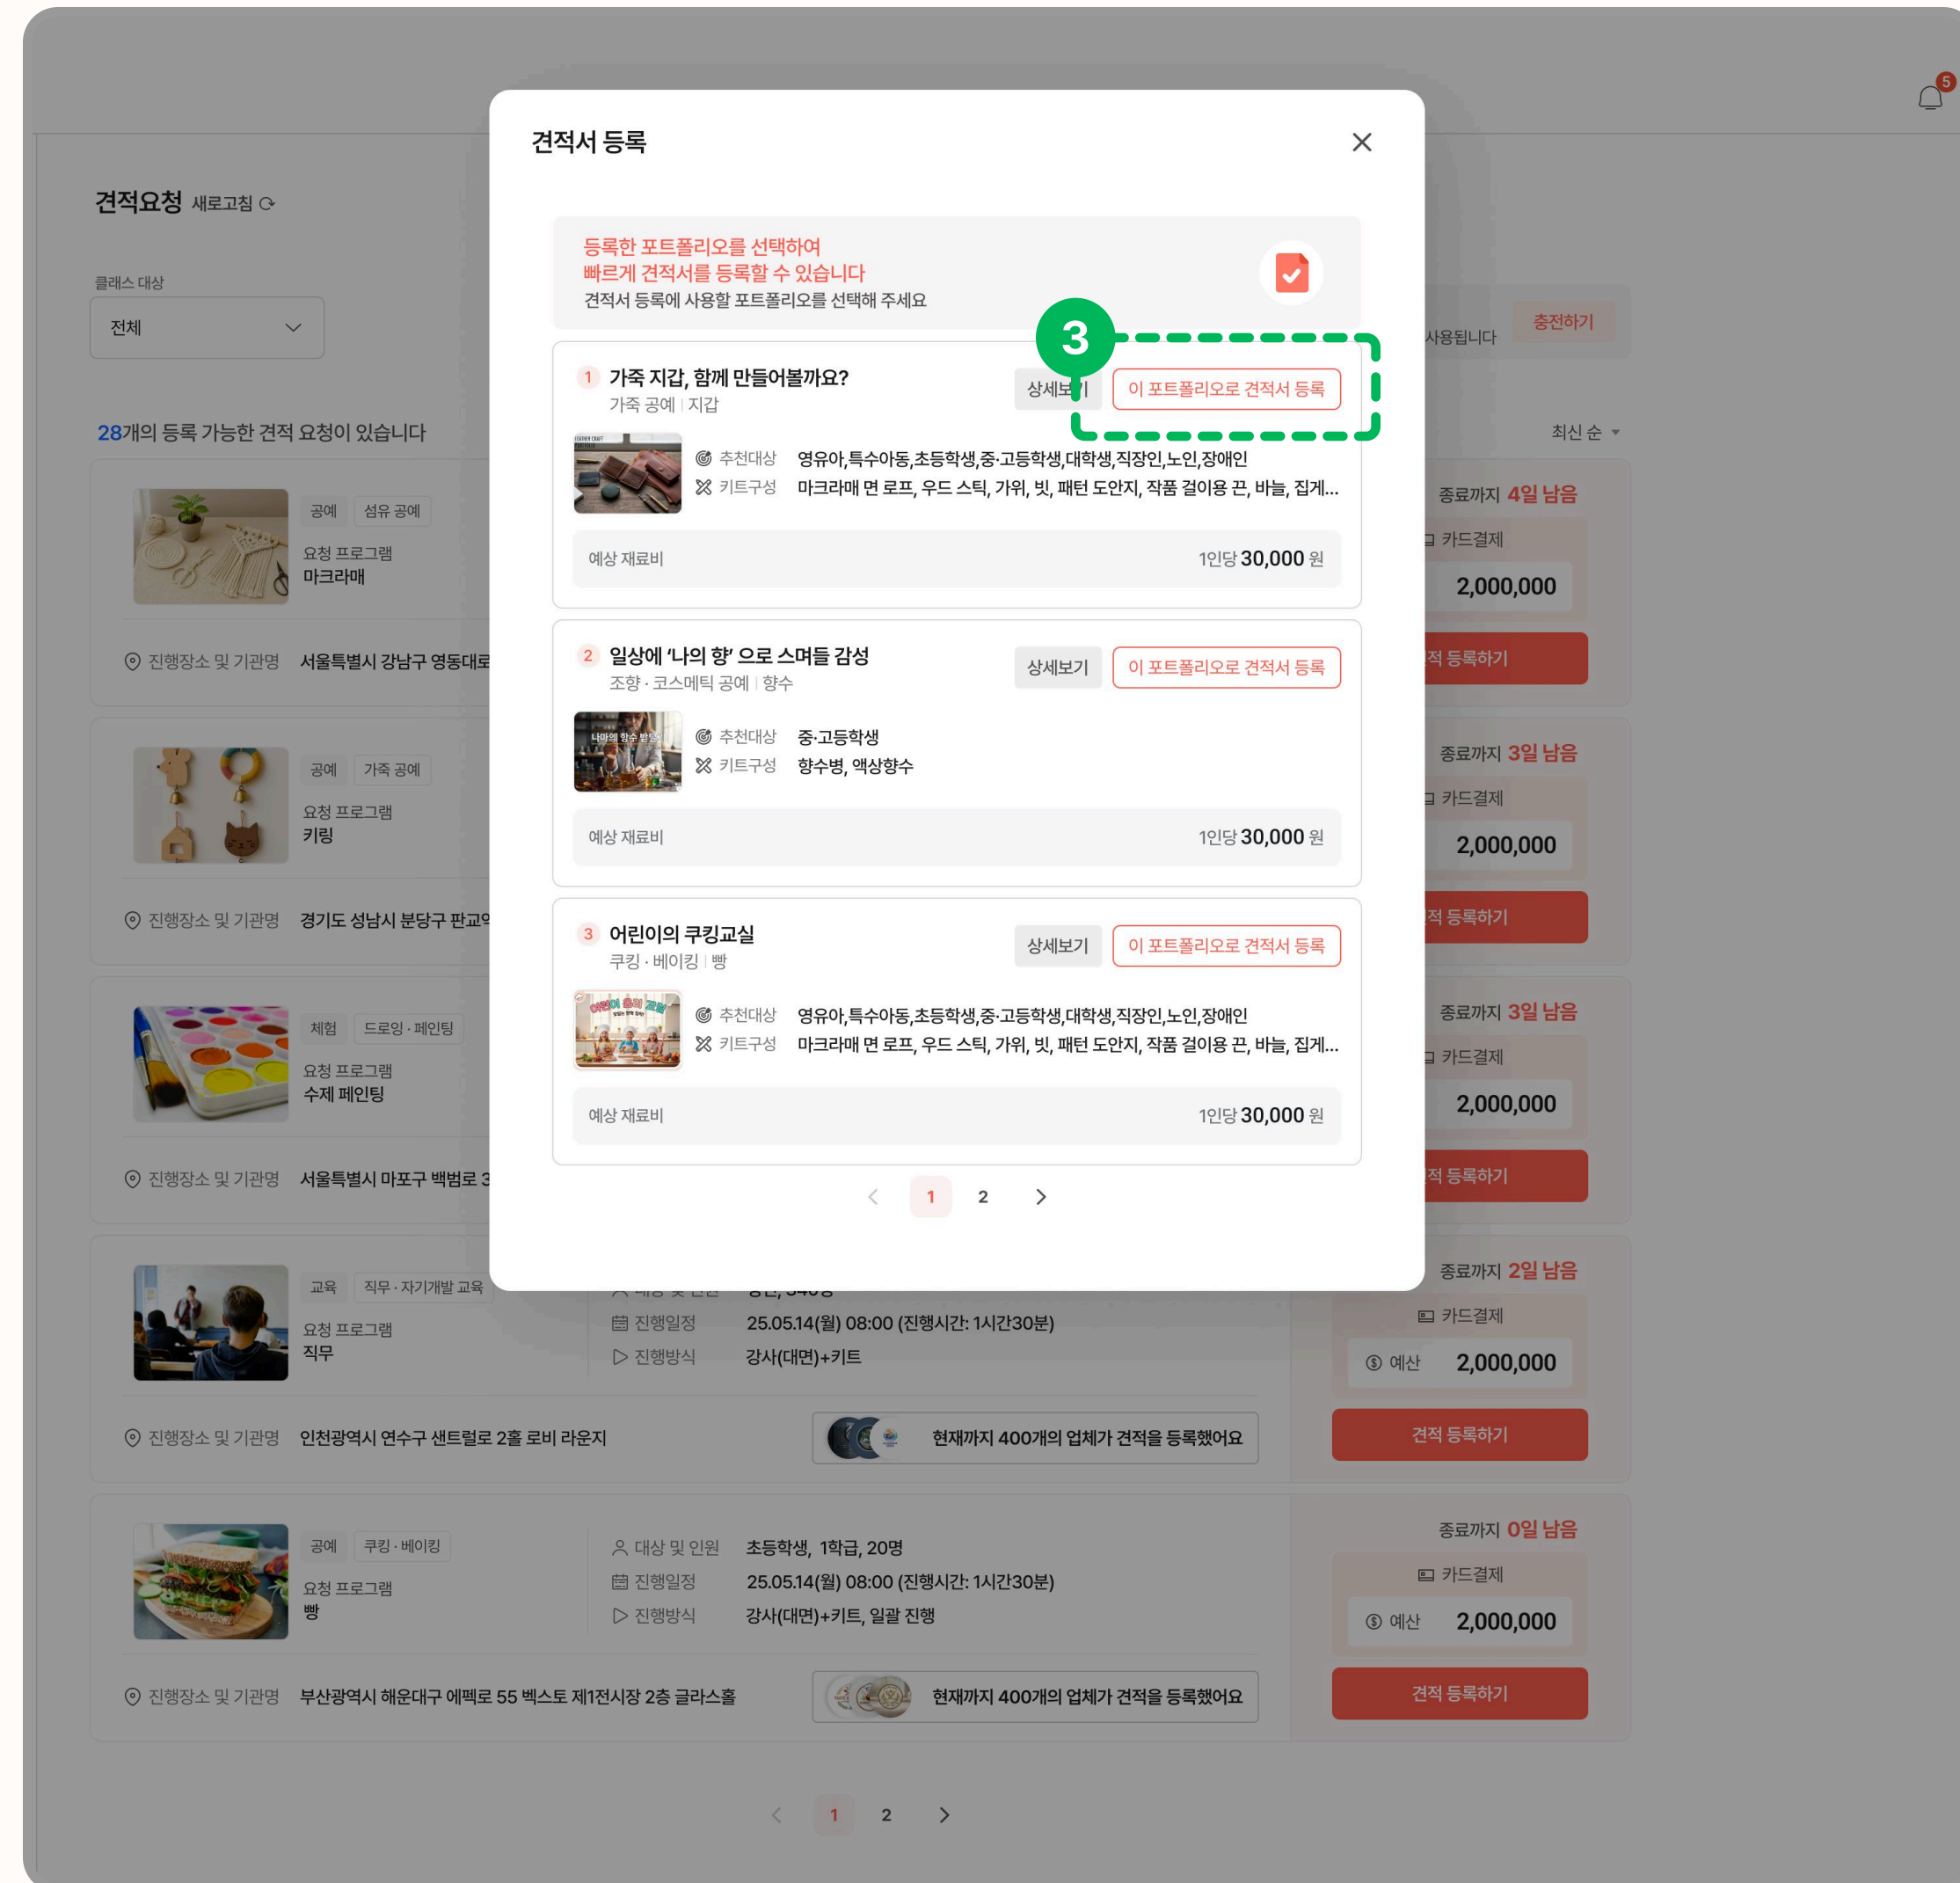 5
견적서 등록
견적요청 새로고침
등록한 포트폴리오를 선택하여
빠르게 견적서를 등록할 수 있습니다
견적서 등록에 사용할 포트폴리오를 선택해 주세요
클래스 대상
전체
사용됩니다
충전하기
3
1 가죽 지갑, 함께 만들어볼까요?
가죽 공예 | 지갑
상세보기
이 포트폴리오로 견적서 등록
추천대상 영유아,특수아동,초등학생,중·고등학생,대학생,직장인,노인,장애인
키트구성 마크라매 면 로프, 우드 스틱, 가위, 빗, 패턴 도안지, 작품 걸이용 끈, 바늘, 집게...
예상 재료비 1인당 30,000 원
2 일상에 ‘나의 향’ 으로 스며들 감성
조향 · 코스메틱 공예 | 향수
상세보기
이 포트폴리오로 견적서 등록
추천대상 중·고등학생
키트구성 향수병, 액상향수
예상 재료비 1인당 30,000 원
3 어린이의 쿠킹교실
쿠킹 · 베이킹 | 빵
상세보기
이 포트폴리오로 견적서 등록
추천대상 영유아,특수아동,초등학생,중·고등학생,대학생,직장인,노인,장애인
키트구성 마크라매 면 로프, 우드 스틱, 가위, 빗, 패턴 도안지, 작품 걸이용 끈, 바늘, 집게...
예상 재료비 1인당 30,000 원
1 2
28개의 등록 가능한 견적 요청이 있습니다
최신 순
공예 섬유 공예
요청 프로그램
마크라매
진행장소 및 기관명 서울특별시 강남구 영동대로
종료까지 4일 남음
카드결제
2,000,000
적 등록하기
공예 가죽 공예
요청 프로그램
키링
진행장소 및 기관명 경기도 성남시 분당구 판교역
종료까지 3일 남음
카드결제
2,000,000
적 등록하기
체험 드로잉 · 페인팅
요청 프로그램
수제 페인팅
진행장소 및 기관명 서울특별시 마포구 백범로 3
종료까지 3일 남음
카드결제
2,000,000
적 등록하기
교육 직무 · 자기개발 교육
요청 프로그램
직무
진행일정 25.05.14(월) 08:00 (진행시간: 1시간30분)
진행방식 강사(대면)+키트
진행장소 및 기관명 인천광역시 연수구 센트럴로 2홀 로비 라운지
현재까지 400개의 업체가 견적을 등록했어요
종료까지 2일 남음
카드결제
예산 2,000,000
견적 등록하기
공예 쿠킹 · 베이킹
요청 프로그램
빵
대상 및 인원 초등학생, 1학급, 20명
진행일정 25.05.14(월) 08:00 (진행시간: 1시간30분)
진행방식 강사(대면)+키트, 일괄 진행
진행장소 및 기관명 부산광역시 해운대구 에펙로 55 벡스토 제1전시장 2층 글라스홀
현재까지 400개의 업체가 견적을 등록했어요
종료까지 0일 남음
카드결제
예산 2,000,000
견적 등록하기
1 2